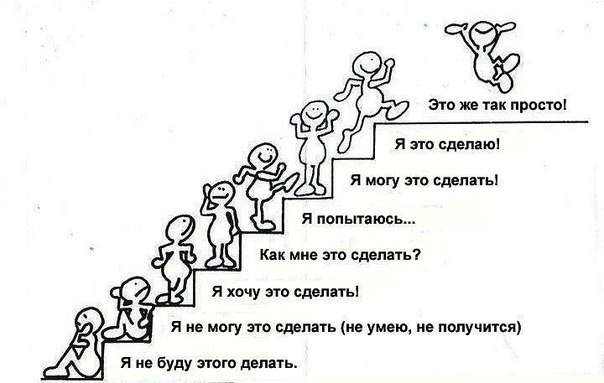 Это же так просто!
Я это сделаю!
Я могу это сделать!
Я попытаюсь...
Как мне это сделать?
Я хочу это сделать!
Я не могу это сделать (не умею, не получится)
Я не буду этого делать.